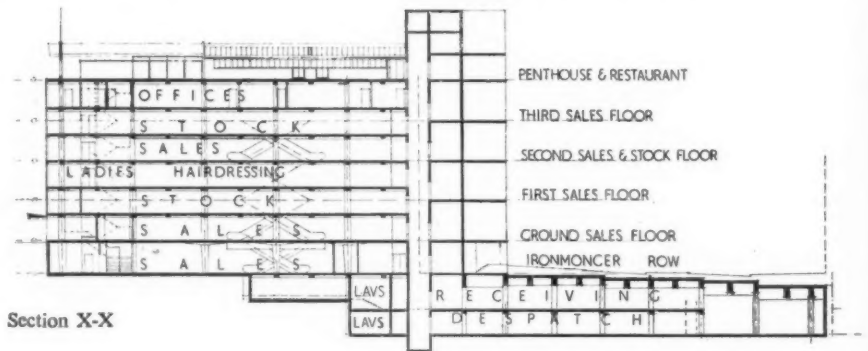 OFFICES
STOCK
SALES
LADIES HAIRDRESSING
STOCK
SALES
SALES
PENTHOUSE & RESTAURANT
THIRD SALES FLOOR
SECOND SALES & STOCK FLOOR
FIRST SALES FLOOR
GROUND SALES FLOOR
IRONMONCER ROW
LAVS RECEIVING
LAVS DESPATCH
Section X-X